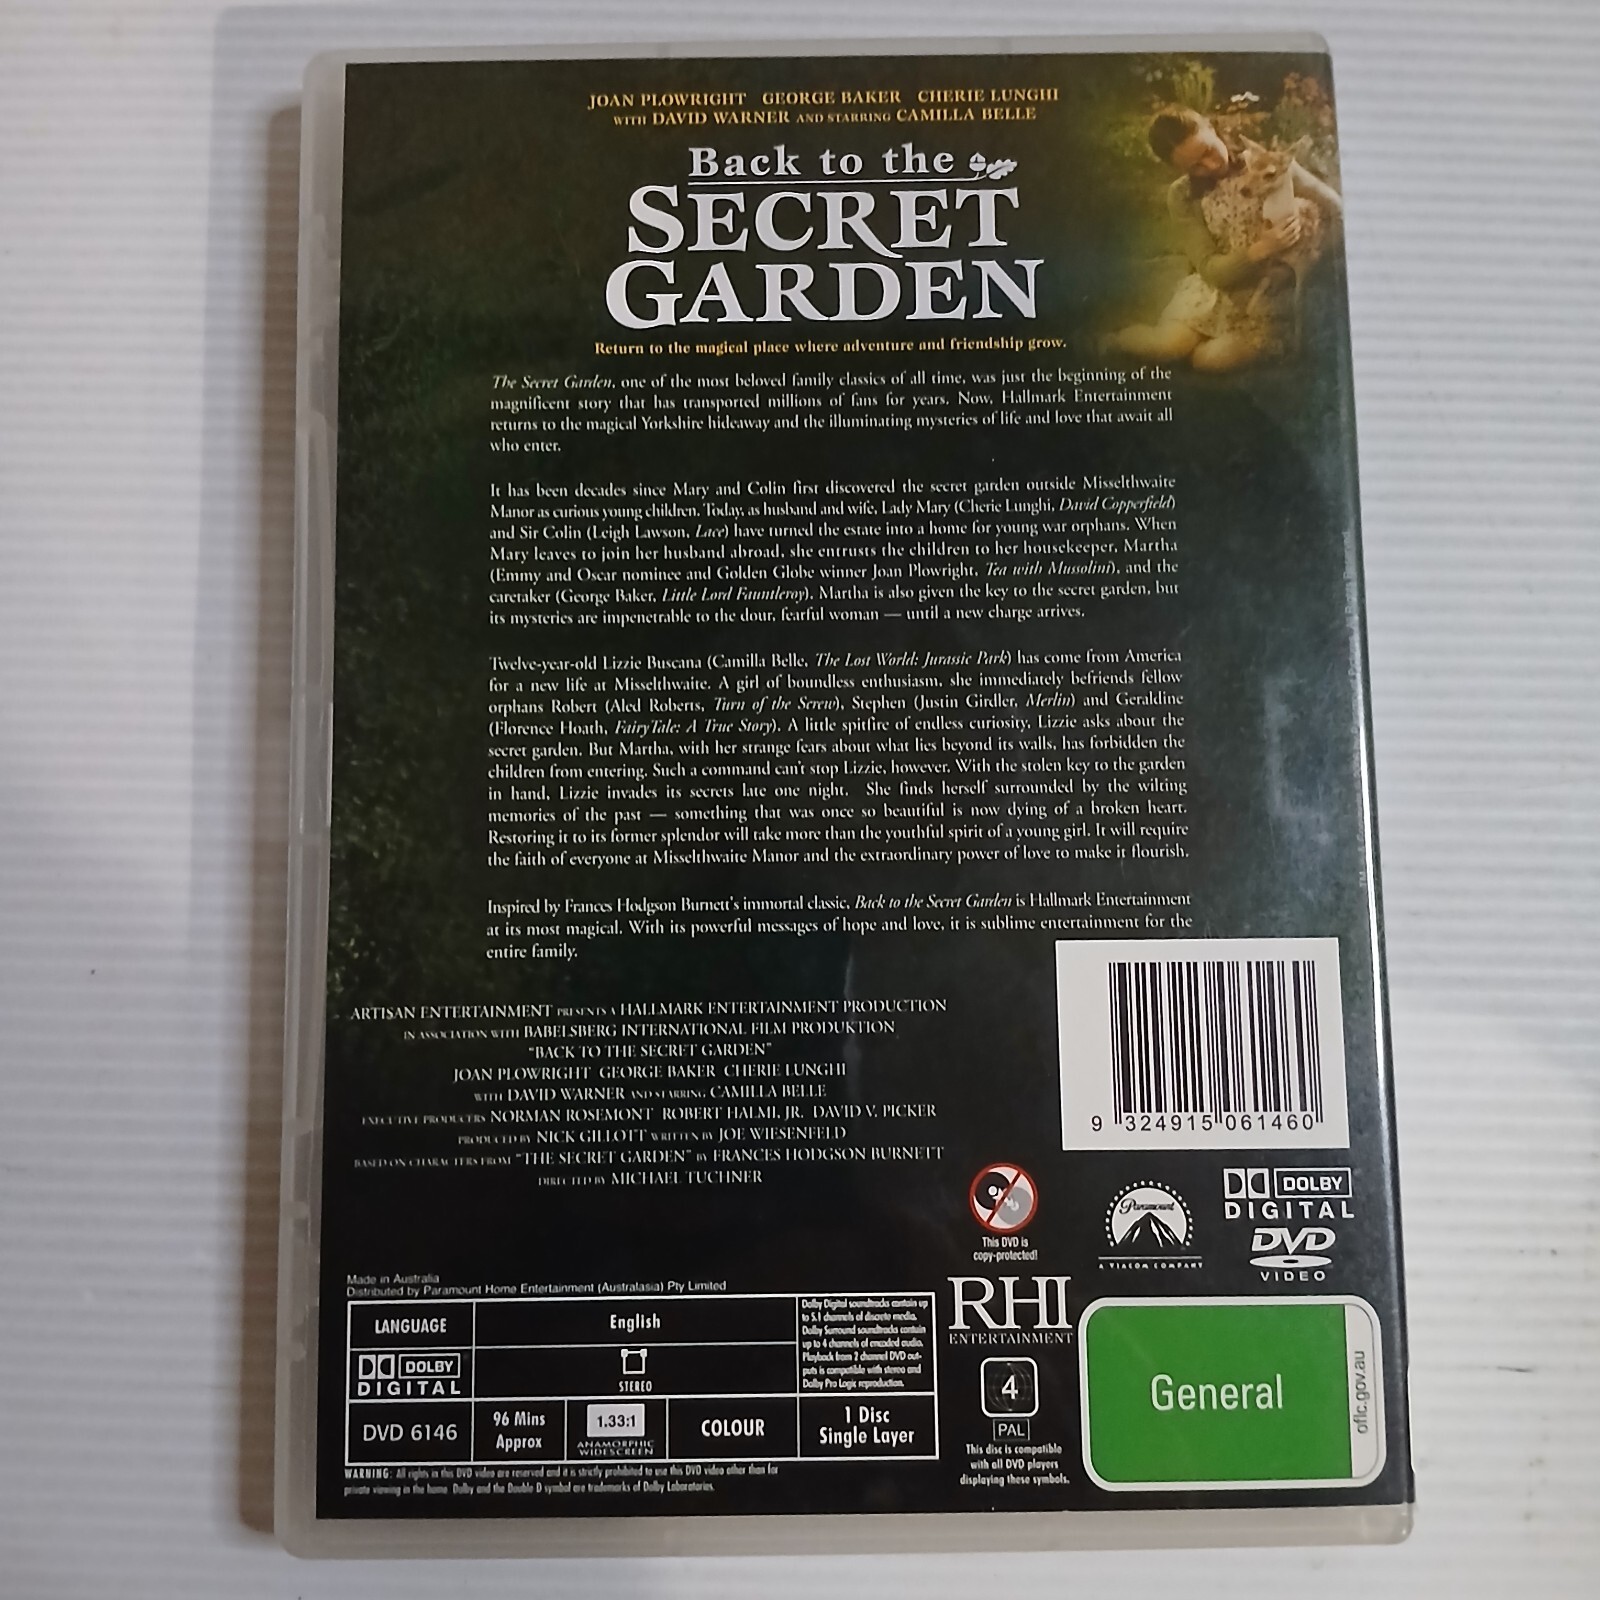 JOAN PLOWRIGHT GEORGE BAKER CHERIE LUNGHI
WITH DAVID WARNER AND STARRING CAMILLA BELLE
Back to the
SECRET
GARDEN
Return to the magical place where adventure and friendship grow.
The Secret Garden, one of the most beloved family classics of all time, was just the beginning of the
magnificent story that has transported millions of fans for years. Now, Hallmark Entertainment
returns to the magical Yorkshire hideaway and the illuminating mysteries of life and love that await all
who enter.
It has been decades since Mary and Colin first discovered the secret garden outside Misselthwaite
Manor as curious young children. Today, as husband and wife, Lady Mary (Cherie Lunghi, David Copperfield)
and Sir Colin (Leigh Lawson, Lace) have turned the estate into a home for young war orphans. When
Mary leaves to join her husband abroad, she entrusts the children to her housekeeper, Martha
(Emmy and Oscar nominee and Golden Globe winner Joan Plowright, Tea with Mussolini), and the
caretaker (George Baker, Little Lord Fauntleroy). Martha is also given the key to the secret garden, but
its mysteries are impenetrable to the dour, fearful woman — until a new charge arrives.
Twelve-year-old Lizzie Buscana (Camilla Belle, The Lost World: Jurassic Park) has come from America
for a new life at Misselthwaite. A girl of boundless enthusiasm, she immediately befriends fellow
orphans Robert (Aled Roberts, Turn of the Screw), Stephen (Justin Girdler, Merlin) and Geraldine
(Florence Hoath, FairyTale: A True Story). A little spitfire of endless curiosity, Lizzie asks about the
secret garden. But Martha, with her strange fears about what lies beyond its walls, has forbidden the
children from entering. Such a command can't stop Lizzie, however. With the stolen key to the garden
in hand, Lizzie invades its secrets late one night. She finds herself surrounded by the wilting
memories of the past — something that was once so beautiful is now dying of a broken heart.
Restoring it to its former splendor will take more than the youthful spirit of a young girl. It will require
the faith of everyone at Misselthwaite Manor and the extraordinary power of love to make it flourish.
Inspired by Frances Hodgson Burnett's immortal classic, Back to the Secret Garden is Hallmark Entertainment
at its most magical. With its powerful messages of hope and love, it is sublime entertainment for the
entire family.
ARTISAN ENTERTAINMENT PRESENTS A HALLMARK ENTERTAINMENT PRODUCTION
IN ASSOCIATION WITH BABELSBERG INTERNATIONAL FILM PRODUKTION
"BACK TO THE SECRET GARDEN"
JOAN PLOWRIGHT GEORGE BAKER CHERIE LUNGHI
WITH DAVID WARNER AND STARRING CAMILLA BELLE
EXECUTIVE PRODUCERS NORMAN ROSEMONT ROBERT HALMI, JR. DAVID V. PICKER
PRODUCED BY NICK GILLOTT WRITTEN BY JOE WIESENFELD
BASED ON CHARACTERS FROM "THE SECRET GARDEN" BY FRANCES HODGSON BURNETT
DIRECTED BY MICHAEL TUCHNER
9 324915 061460
This DVD is
copy-protected!
Paramount
A VIACOM COMPANY
DOLBY
DIGITAL
DVD
VIDEO
Made in Australia
Distributed by Paramount Home Entertainment (Australasia) Pty Limited
LANGUAGE
English
DOLBY
DIGITAL
STEREO
Dolby Digital soundtracks contain up
to 5.1 channels of discrete media.
Dolby Surround soundtracks contain
up to 4 channels of encoded audio.
Playback from 2 channel DVD out-
puts is compatible with stereo and
Dolby Pro Logic reproduction.
DVD 6146
96 Mins
Approx
1.33:1
ANAMORPHIC
WIDESCREEN
COLOUR
1 Disc
Single Layer
WARNING: All rights in this DVD video are reserved and it is strictly prohibited to use this DVD video other than for
private viewing in the home. Dolby and the Double D symbol are trademarks of Dolby Laboratories.
RHI
ENTERTAINMENT
4
PAL
This disc is compatible
with all DVD players
displaying these symbols.
General
oflc.gov.au